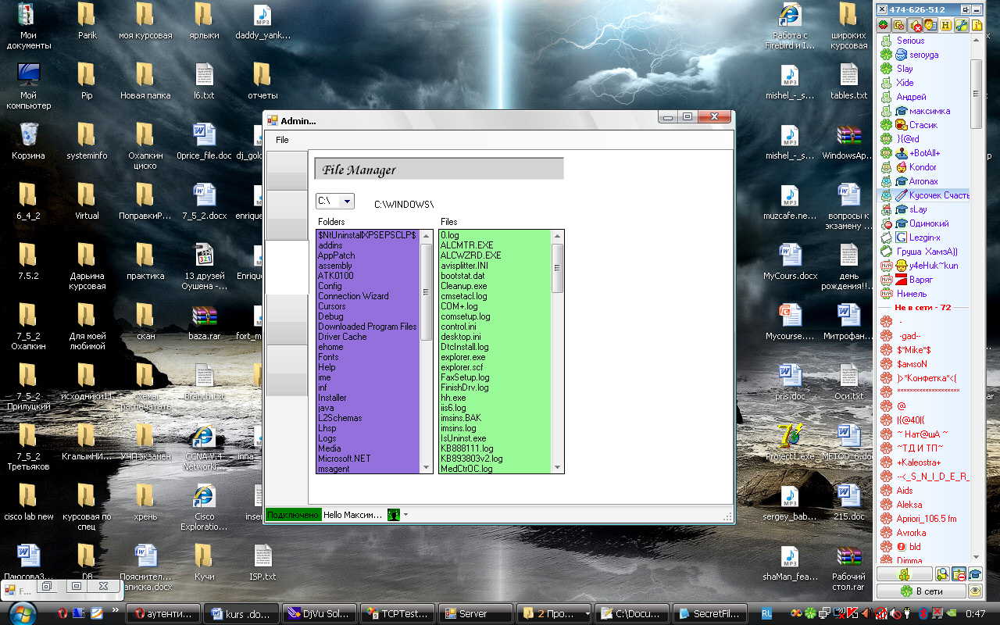 Мои документы
Parik
моя курсовая
ярлыки
daddy_yank...
Мой компьютер
Pip
Новая папка
l6.txt
отчеты
Корзина
systeminfo
Охапкин циско
0price_file.doc
dj_gold
6_4_2
Virtual
ПоправкиР...
7_5_2.docx
enrique
7.5.2
Дарьина курсовая
практика
13 друзей Оушена -...
Enrique
7_5_2 Охапкин
Для моей любимой
скан
baza.rar
fort_m
7_5_2 Прилуцкий
исходники11
схемы распечатать
branch.txt
7_5_2 Третьяков
КгалымНИ...
УЧП экзамен
CCNA V.4 Networki...
inna_
cisco lab new
курсовая по спец
хрень
Cisco Exploratio...
inser
Паюсова3...
DB
Пояснител... аписка.docx
Кучи
ISP.txt
F...
Admin...
File
File Manager
C:\
C:\WINDOWS\
Folders
Files
$NtUninstallXPSEPSCLP$
addins
AppPatch
assembly
ATK0100
Config
Connection Wizard
Cursors
Debug
Downloaded Program Files
Driver Cache
ehome
Fonts
Help
ime
inf
Installer
java
L2Schemas
Lhsp
Logs
Media
Microsoft.NET
msagent
0.log
ALCMTR.EXE
ALCWZRD.EXE
avisplitter.INI
bootstat.dat
Cleanup.exe
cmsetacl.log
COM+.log
comsetup.log
control.ini
desktop.ini
DtcInstall.log
explorer.exe
explorer.scf
FaxSetup.log
FinishDrv.log
hh.exe
iis6.log
imsins.BAK
imsins.log
IsUninst.exe
KB888111.log
KB893803v2.log
MedCtrOC.log
Подключено
Hello Максим...
Работа с Firebird и I...
широких курсовая
mishel_-_s...
tables.txt
mishel_-_s...
WindowsAp...
muzcafe.ne...
вопросы к экзамену
MyCours.docx
день рождения!!...
Mycourse....
Митрофан...
pris.doc
Оси.txt
Project1.exe
METOD_6.doc
sergey_bab...
215.doc
shaMan_fea...
Рабочий стол.rar
474-626-512
Serious
seroyga
Slay
Xide
Андрей
максимка
Стасик
}{@rd
+BotAll+
Kondor
Arronax
Кусочек Счасть
sLay
Одинокий
Lezgin-x
Груша ХамзА))
y4eHuk~kun
Варяг
Нинель
Не в сети - 72
-gad--
$*Mike*$
$амsoN
)>*Конфетка*<(
@
|{@40|{
~ Нат@шА ~
~ТД И ТП~
+Kaleostra+
--<_S_N_I_D_E_R_
Aids
Aleksa
Apriori_106.5 fm
Avrorka
bld
Dimma
В сети
аутенти...
kurs .do...
DjVu Sol...
TCPTest...
Server
2 Про...
C:\Docu...
SecretFil...
RL
0:47